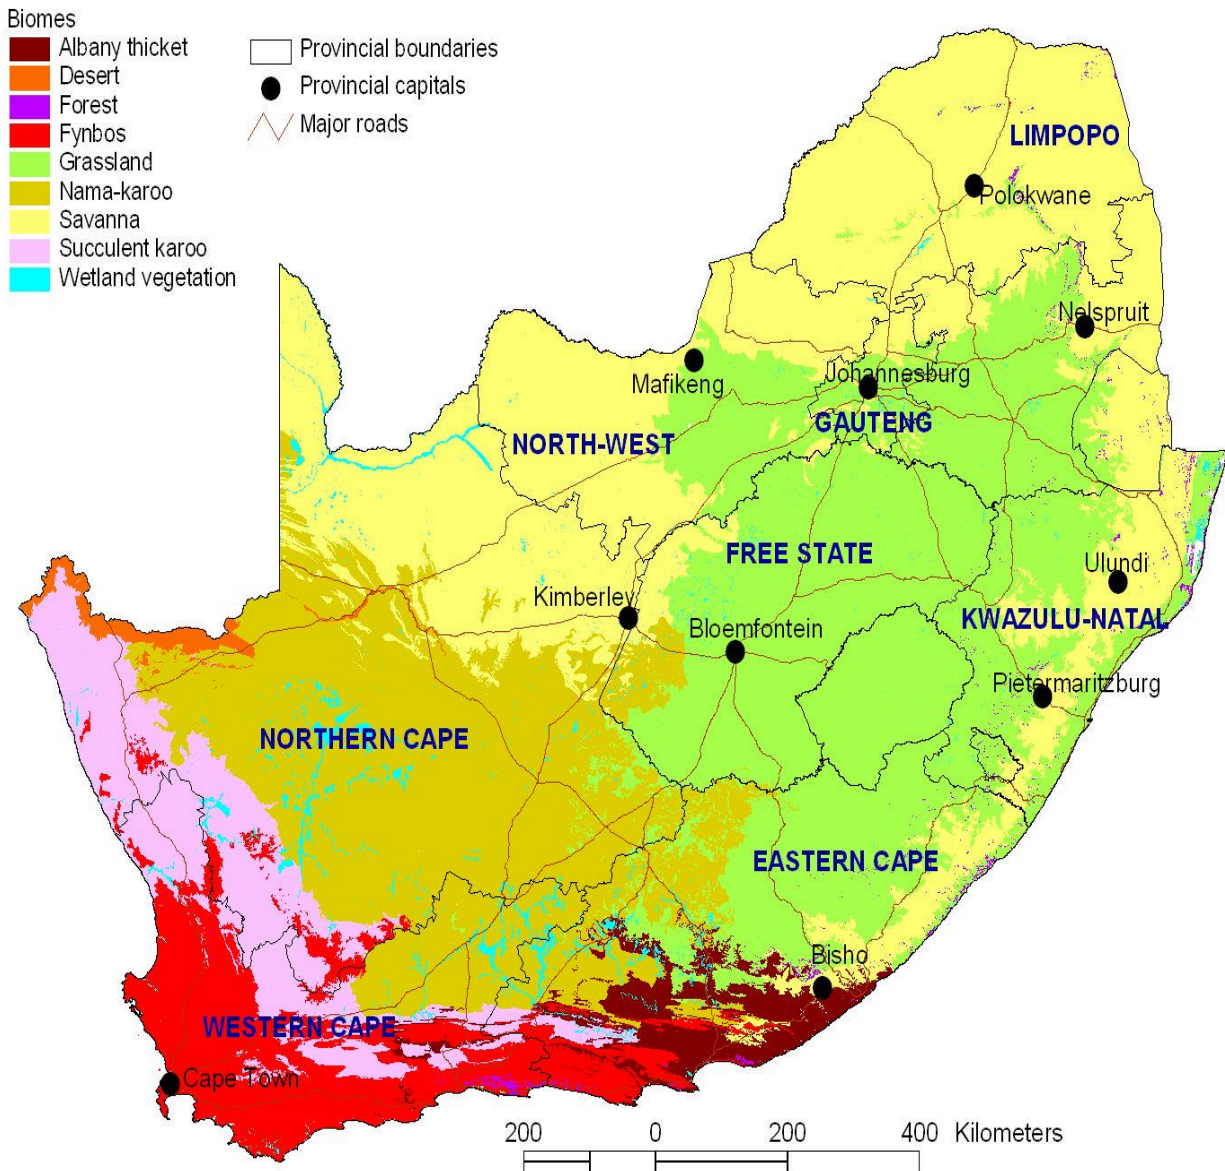 Biomes
Albany thicket
Desert
Forest
Fynbos
Grassland
Nama-karoo
Savanna
Succulent karoo
Wetland vegetation
Provincial boundaries
Provincial capitals
Major roads
LIMPOPO
Polokwane
Nelspruit
Mafikeng
Johannesburg
GAUTENG
NORTH-WEST
FREE STATE
Ulundi
Kimberley
KWAZULU-NATAL
Bloemfontein
Pietermaritzburg
NORTHERN CAPE
EASTERN CAPE
Bisho
WESTERN CAPE
Cape Town
200 0 200 400 Kilometers